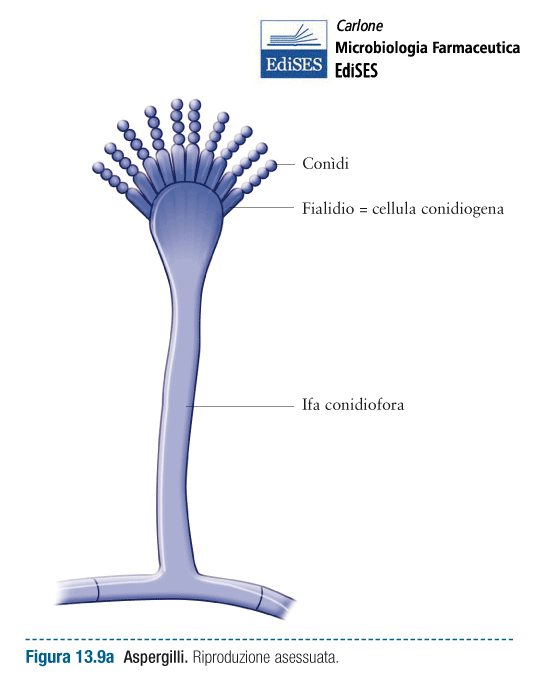 Carlone
Microbiologia Farmaceutica
EdiSES
EdiSES
Conìdi
Fialidio = cellula conidiogena
Ifa conidiofora
Figura 13.9a Aspergilli. Riproduzione asessuata.